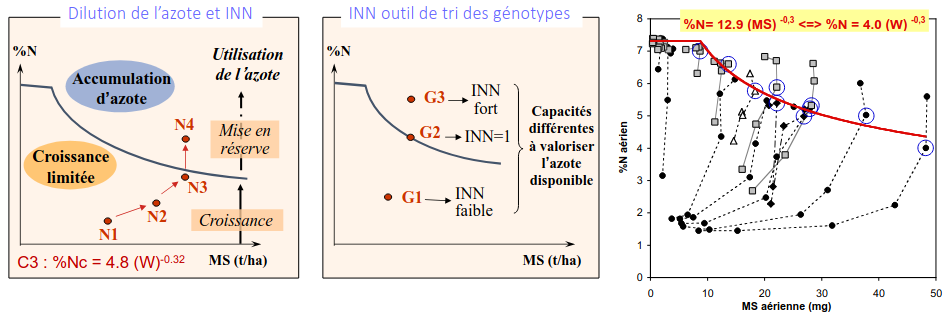 Dilution de l'azote et INN
%N
Utilisation
de l'azote
Accumulation
d'azote
N4
Mise en
réserve
Croissance
limitée
N3
N2
N1
Croissance
MS (t/ha)
C3 : %Nc = 4.8 (W)-0.32
INN outil de tri des génotypes
%N
G3
INN
fort
G2
INN=1
G1
INN
faible
Capacités
différentes
à valoriser
l'azote
disponible
MS (t/ha)
%N= 12.9 (MS) -0,3 <=> %N = 4.0 (W) -0,3
%N aérien
8
7
6
5
4
3
2
1
0
0 10 20 30 40 50
MS aérienne (mg)